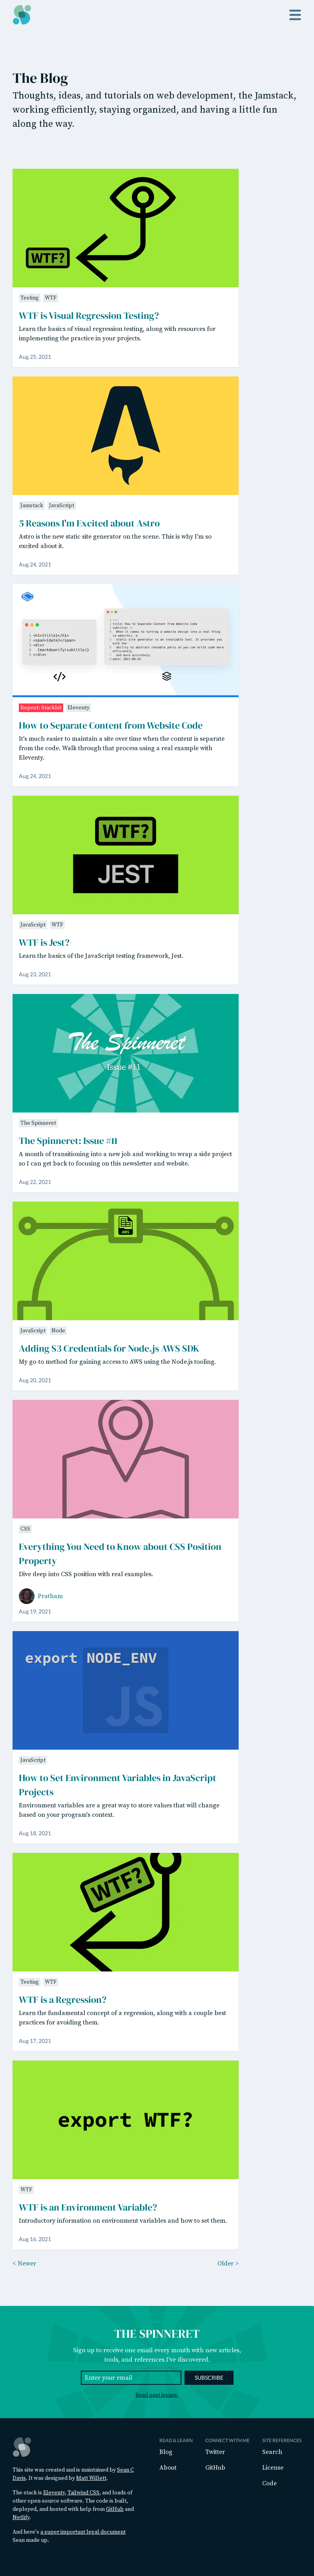 The Blog
Thoughts, ideas, and tutorials on web development, the Jamstack,
working efficiently, staying organized, and having a little fun
along the way.
WTF?
Testing WTF
WTF is Visual Regression Testing?
Learn the basics of visual regression testing, along with resources for
implementing the practice in your projects.
Aug 25, 2021
Jamstack JavaScript
5 Reasons I'm Excited about Astro
Astro is the new static site generator on the scene. This is why I'm so
excited about it.
Aug 24, 2021
Repost: Stackbit Eleventy
How to Separate Content from Website Code
It's much easier to maintain a site over time when the content is separate
from the code. Walk through that process using a real example with
Eleventy.
Aug 24, 2021
WTF?
JEST
JavaScript WTF
WTF is Jest?
Learn the basics of the JavaScript testing framework, Jest.
Aug 23, 2021
The Spinneret
Issue #11
The Spinneret
The Spinneret: Issue #11
A month of transitioning into a new job and working to wrap a side project
so I can get back to focusing on this newsletter and website.
Aug 22, 2021
JavaScript Node
Adding S3 Credentials for Node.js AWS SDK
My go-to method for gaining access to AWS using the Node.js tooling.
Aug 20, 2021
CSS
Everything You Need to Know about CSS Position
Property
Dive deep into CSS position with real examples.
Pratham
Aug 19, 2021
export NODE_ENV
JS
JavaScript
How to Set Environment Variables in JavaScript
Projects
Environment variables are a great way to store values that will change
based on your program's context.
Aug 18, 2021
WTF?
Testing WTF
WTF is a Regression?
Learn the fundamental concept of a regression, along with a couple best
practices for avoiding them.
Aug 17, 2021
export WTF?
WTF
WTF is an Environment Variable?
Introductory information on environment variables and how to set them.
Aug 16, 2021
< Newer
Older >
THE SPINNERET
Sign up to receive one email every month with new articles,
tools, and references I've discovered.
Enter your email
SUBSCRIBE
Read past issues.
This site was created and is maintained by Sean C
Davis. It was designed by Matt Willett.
The stack is Eleventy, Tailwind CSS, and loads of
other open-source software. The code is built,
deployed, and hosted with help from GitHub and
Netlify.
And here's a super important legal document
Sean made up.
READ & LEARN
Blog
About
CONNECT WITH ME
Twitter
GitHub
SITE REFERENCES
Search
License
Code